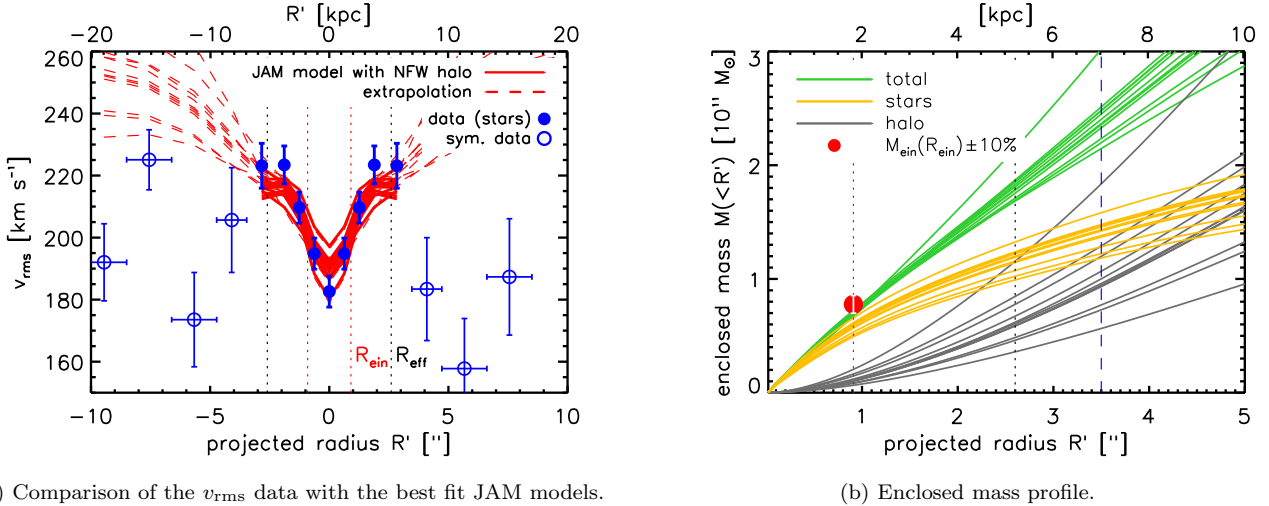 R' [kpc]
-20 -10 0 10 20
260
240
220
200
180
160
v_rms [km s⁻¹]
JAM model with NFW halo
extrapolation
data (stars)
sym. data
R_ein R_eff
-10 -5 0 5 10
projected radius R' ["]
) Comparison of the v_rms data with the best fit JAM models.
[kpc]
2 4 6 8 10
3
2
1
0
enclosed mass M(<R') [10¹¹ M⊙]
total
stars
halo
M_ein(R_ein)±10%
1 2 3 4 5
projected radius R' ["]
(b) Enclosed mass profile.